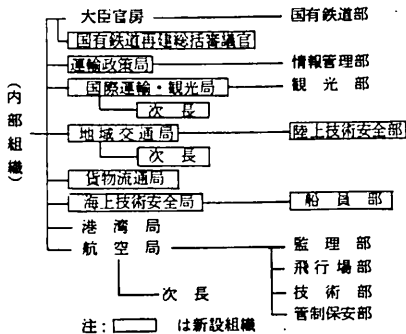 大臣官房 国有鉄道部
国有鉄道再建総括審議官
運輸政策局 情報管理部
国際運輸・観光局 観光部
次長
(内部組織)
地域交通局 陸上技術安全部
次長
貨物流通局
海上技術安全局 船員部
港湾局
航空局 監理部
飛行場部
次長 技術部
管制保安部
注: は新設組織